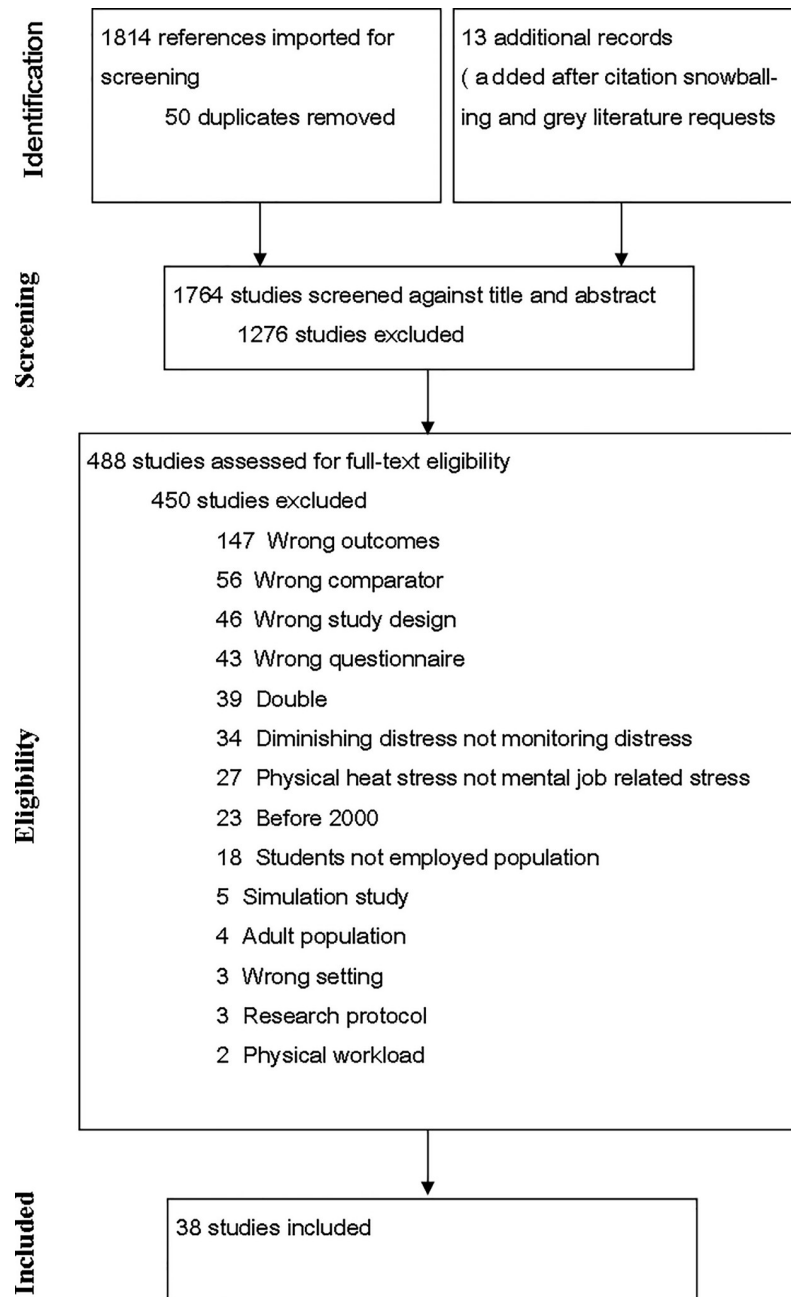 Identification
1814 references imported for
screening
50 duplicates removed
13 additional records
( added after citation snowball-
ing and grey literature requests
Screening
1764 studies screened against title and abstract
1276 studies excluded
Eligibility
488 studies assessed for full-text eligibility
450 studies excluded
147 Wrong outcomes
56 Wrong comparator
46 Wrong study design
43 Wrong questionnaire
39 Double
34 Diminishing distress not monitoring distress
27 Physical heat stress not mental job related stress
23 Before 2000
18 Students not employed population
5 Simulation study
4 Adult population
3 Wrong setting
3 Research protocol
2 Physical workload
Included
38 studies included